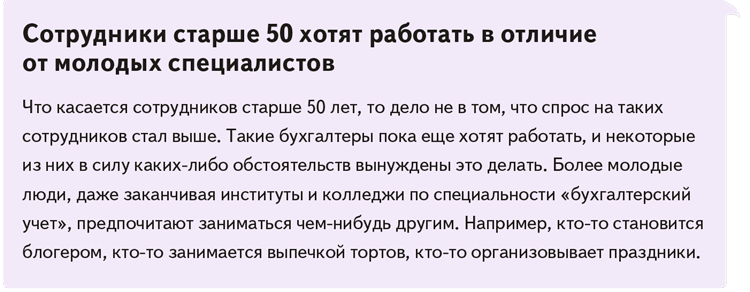 Сотрудники старше 50 хотят работать в отличие
от молодых специалистов
Что касается сотрудников старше 50 лет, то дело не в том, что спрос на таких
сотрудников стал выше. Такие бухгалтеры пока еще хотят работать, и некоторые
из них в силу каких-либо обстоятельств вынуждены это делать. Более молодые
люди, даже заканчивая институты и колледжи по специальности «бухгалтерский
учет», предпочитают заниматься чем-нибудь другим. Например, кто-то становится
блогером, кто-то занимается выпечкой тортов, кто-то организовывает праздники.